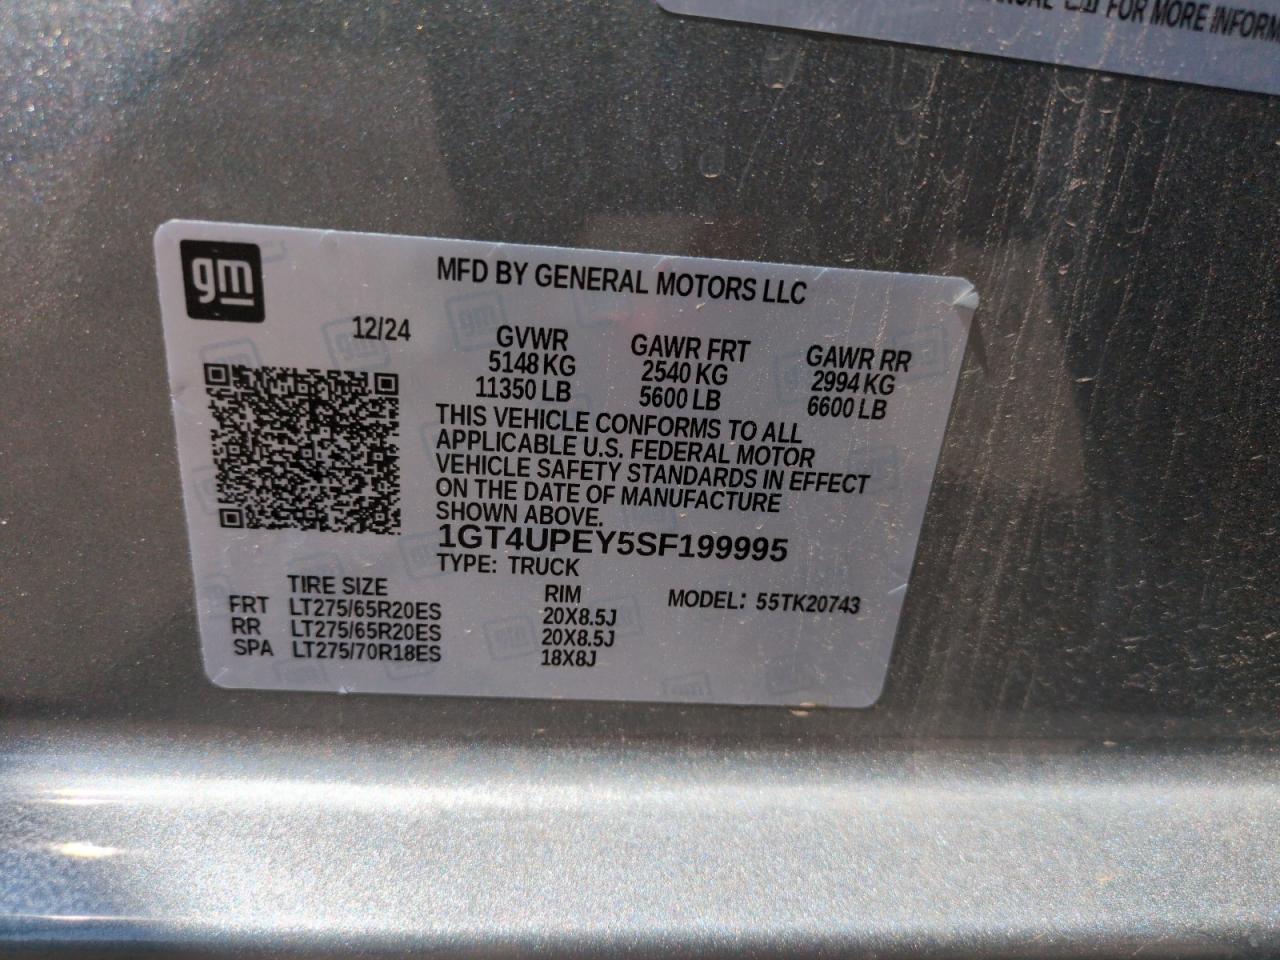 FOR MORE INFORM
gm
MFD BY GENERAL MOTORS LLC
12/24
GVWR GAWR FRT GAWR RR
5148 KG 2540 KG 2994 KG
11350 LB 5600 LB 6600 LB
THIS VEHICLE CONFORMS TO ALL
APPLICABLE U.S. FEDERAL MOTOR
VEHICLE SAFETY STANDARDS IN EFFECT
ON THE DATE OF MANUFACTURE
SHOWN ABOVE.
1GT4UPEY5SF199995
TYPE: TRUCK
TIRE SIZE RIM MODEL: 55TK20743
FRT LT275/65R20ES 20X8.5J
RR LT275/65R20ES 20X8.5J
SPA LT275/70R18ES 18X8J